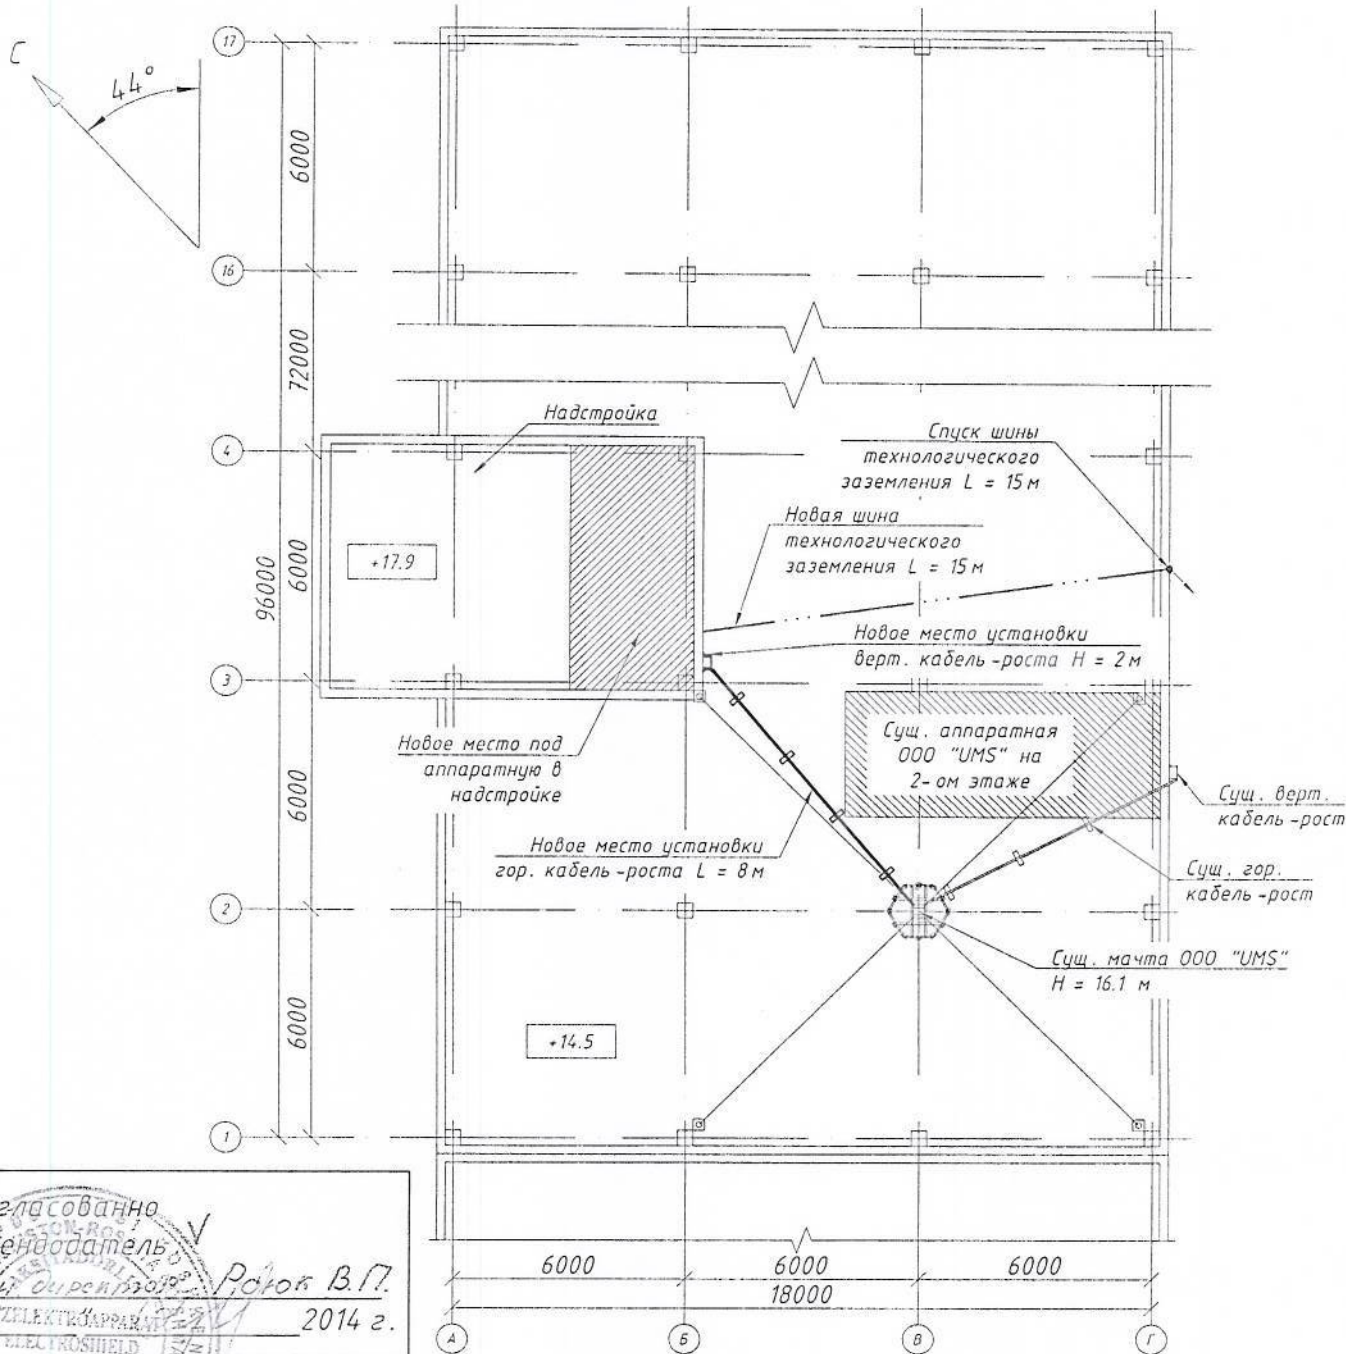 17
С
44°
6000
16
72000
Надстройка
4
Спуск шины
технологического
заземления L = 15 м
Новая шина
технологического
заземления L = 15 м
+17.9
6000
96000
Новое место установки
верт. кабель-роста H = 2 м
3
Сущ. аппаратная
ООО "UMS" на
2-ом этаже
Новое место под
аппаратную в
надстройке
6000
Сущ. верт.
кабель-рост
Новое место установки
гор. кабель-роста L = 8 м
Сущ. гор.
кабель-рост
2
Сущ. мачта ООО "UMS"
H = 16.1 м
6000
+14.5
1
гласованно
ендодатель
директор
В.П.
2014 г.
ZELEKTROAPPARAT
ELECTROSHIELD
6000
6000
6000
18000
А
Б
В
Г